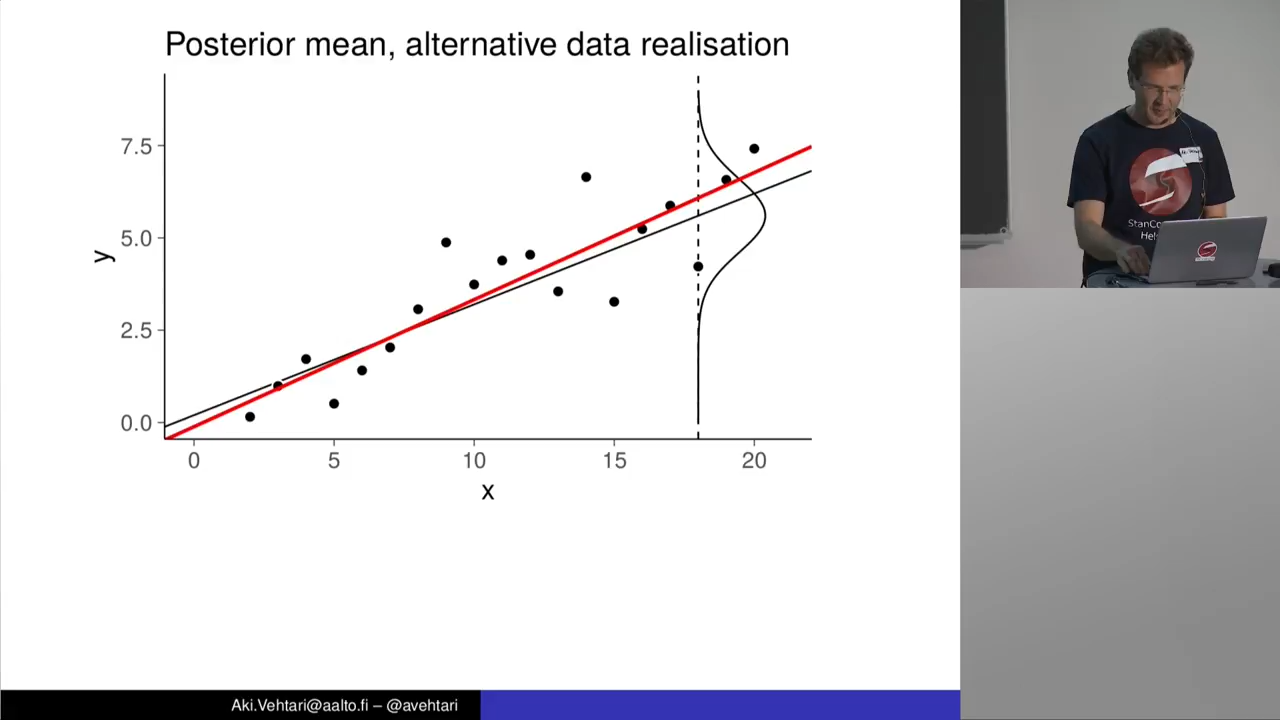 Posterior mean, alternative data realisation
7.5
5.0
2.5
0.0
y
0 5 10 15 20
x
Aki.Vehtari@aalto.fi – @avehtari